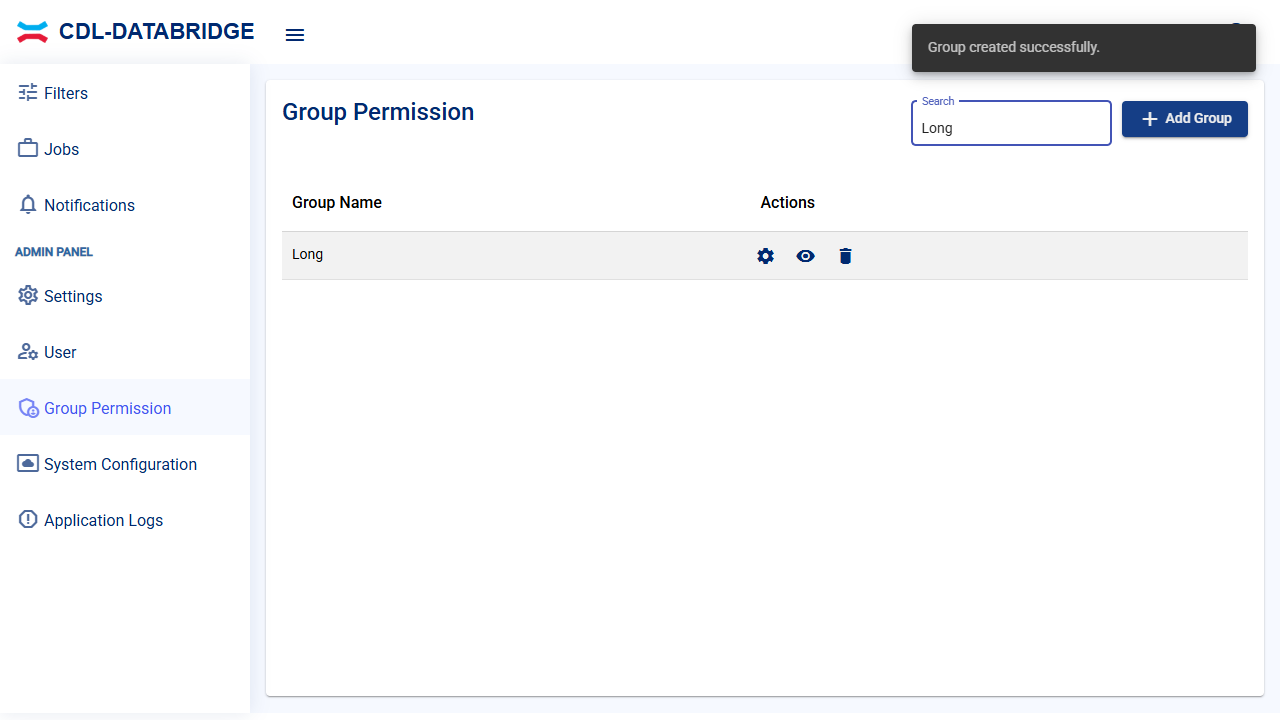 CDL-DATABRIDGE
Group created successfully.
Filters
Jobs
Notifications
ADMIN PANEL
Settings
User
Group Permission
System Configuration
Application Logs
Group Permission
Search
Long
Add Group
Group Name
Actions
Long